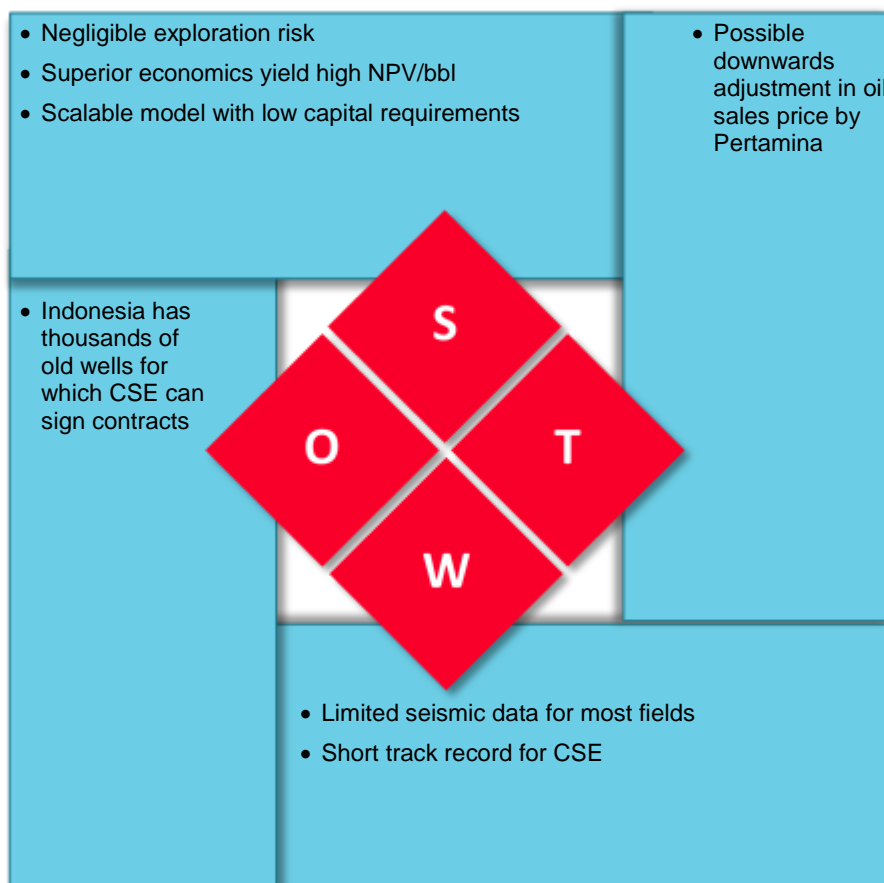 • Negligible exploration risk
• Superior economics yield high NPV/bbl
• Scalable model with low capital requirements
• Possible
downwards
adjustment in oil
sales price by
Pertamina
• Indonesia has
thousands of
old wells for
which CSE can
sign contracts
S
O
T
W
• Limited seismic data for most fields
• Short track record for CSE